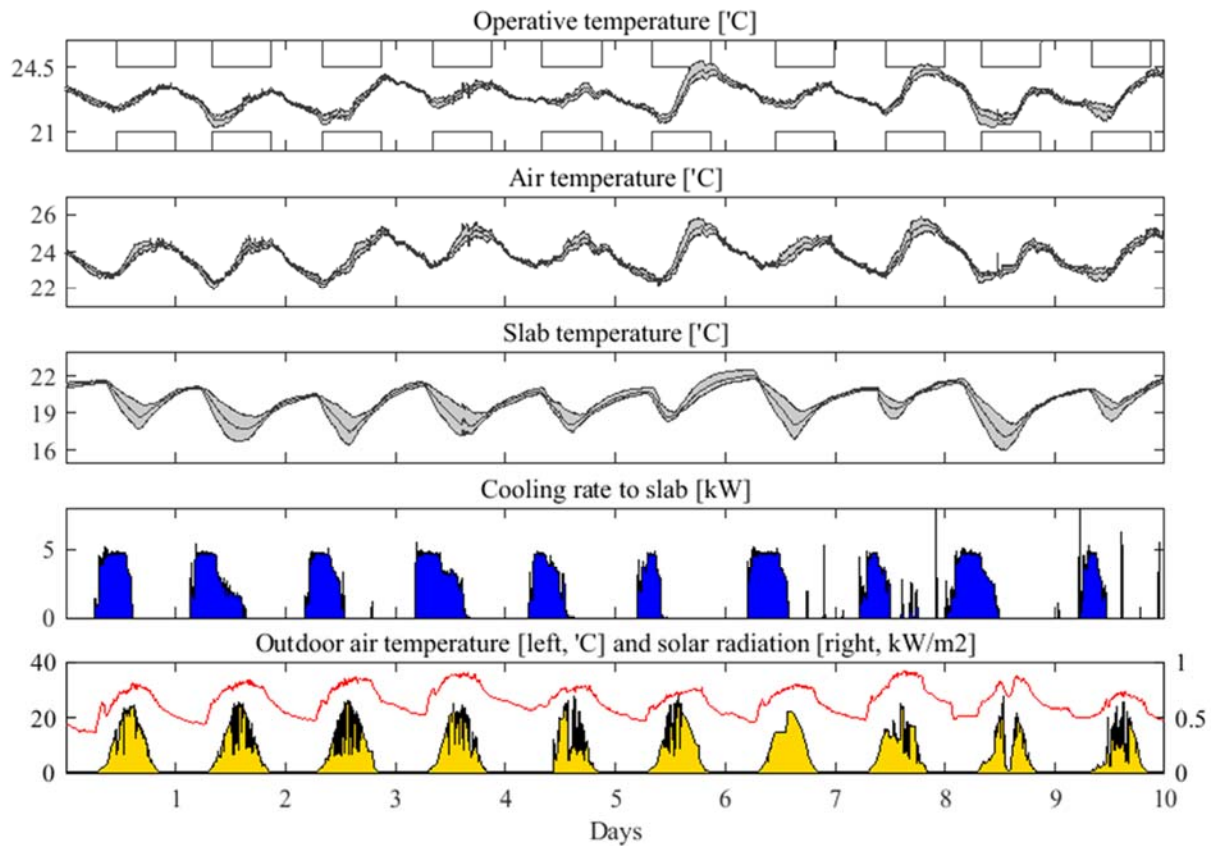 Operative temperature ['C]
24.5
21
Air temperature ['C]
26
24
22
Slab temperature ['C]
22
19
16
Cooling rate to slab [kW]
5
0
Outdoor air temperature [left, 'C] and solar radiation [right, kW/m2]
40 1
20 0.5
0 0
1 2 3 4 5 6 7 8 9 10
Days